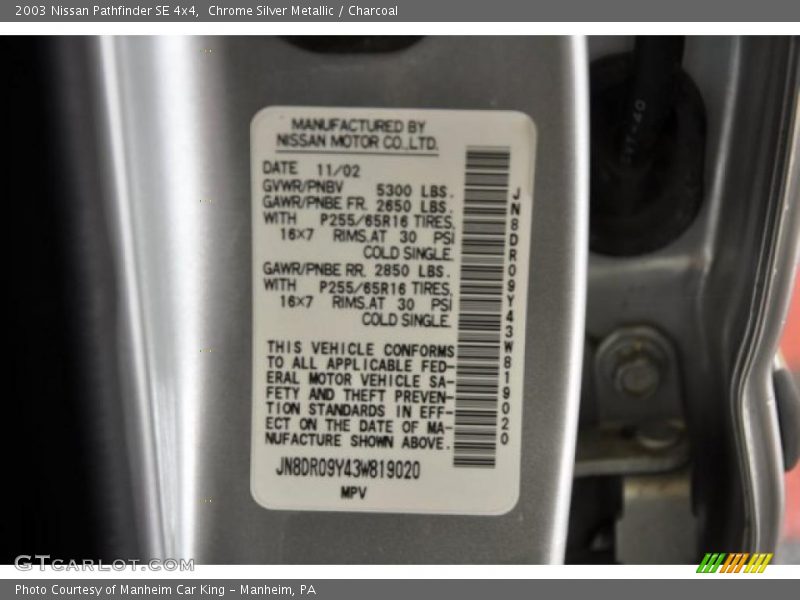 2003 Nissan Pathfinder SE 4x4,  Chrome Silver Metallic / Charcoal
MANUFACTURED BY
NISSAN MOTOR CO.,LTD.
DATE 11/02
GVWR/PNBV 5300 LBS.
GAWR/PNBE FR. 2650 LBS.
WITH P255/65R16 TIRES,
16×7 RIMS,AT 30 PSI
COLD SINGLE.
GAWR/PNBE RR. 2850 LBS.
WITH P255/65R16 TIRES,
16×7 RIMS,AT 30 PSI
COLD SINGLE.
THIS VEHICLE CONFORMS
TO ALL APPLICABLE FED-
ERAL MOTOR VEHICLE SA-
FETY AND THEFT PREVEN-
TION STANDARDS IN EFF-
ECT ON THE DATE OF MA-
NUFACTURE SHOWN ABOVE.
JN8DR09Y43W819020
MPV
JN8DR09Y43W819020
GTcarlot.com
Photo Courtesy of Manheim Car King - Manheim, PA